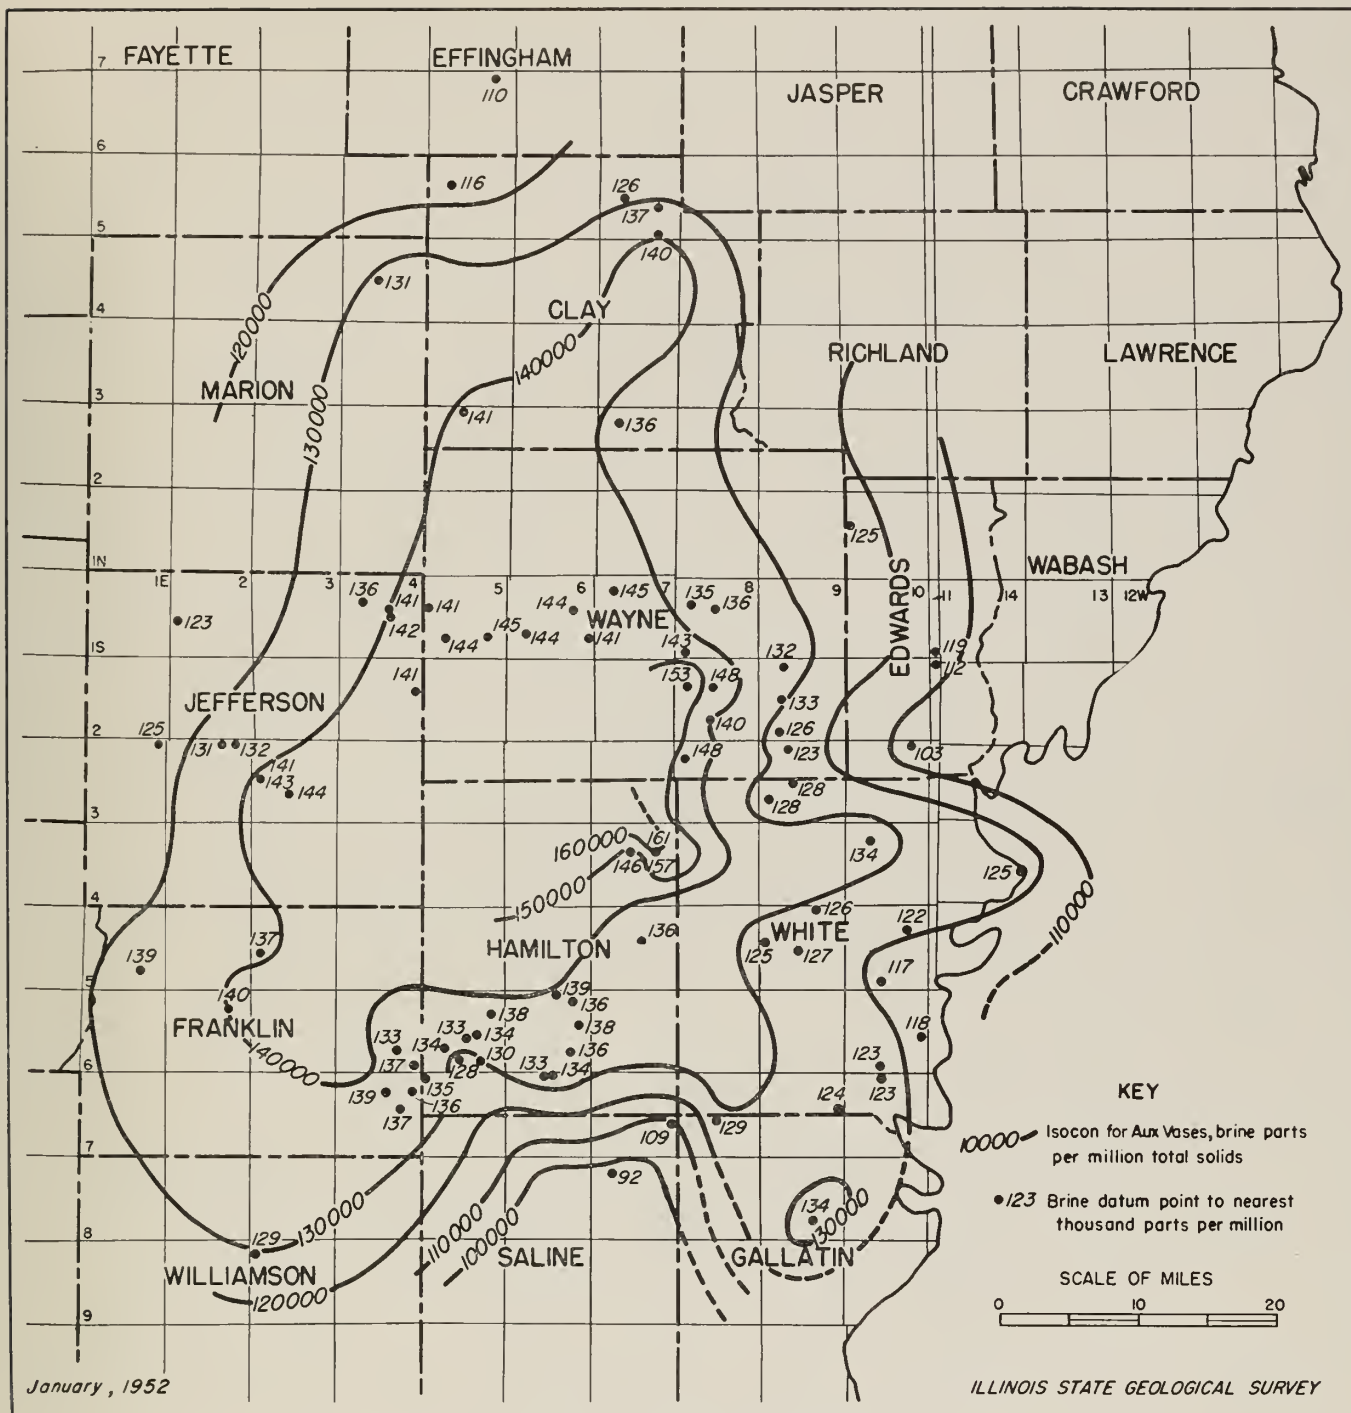 7 FAYETTE EFFINGHAM
110
JASPER CRAWFORD
6
116
126
137
5
140
131
4
120000
CLAY
140000
RICHLAND LAWRENCE
MARION
3
130000
141
136
2
125
1N
EDWARDS
WABASH
1E 2 3 4 5 6 7 8 9 10 11 14 13 12W
136 141 141 144 145 135 136
123
142 144 145 144 141
WAYNE
143
119
1S
132
112
141
153 148
JEFFERSON
133
140
125 131 132
2
126
103
148 123
141
143 144
128
128
3
160000 161
146 157
134
150000
125
4
126
122
110000
HAMILTON
WHITE
136
125 127
137
139
117
5
140
139
136
FRANKLIN
138
138
118
133 134 133 134
140000
137 128 130 136
123
6
133 134
123
139 135
KEY
136
137
124
129
109
10000 Isocon for Aux Vases, brine parts
per million total solids
7
92
123 Brine datum point to nearest
thousand parts per million
134
130000
130000
110000
100000
8
129
SALINE GALLATIN
WILLIAMSON
120000
SCALE OF MILES
0 10 20
9
January, 1952
ILLINOIS STATE GEOLOGICAL SURVEY